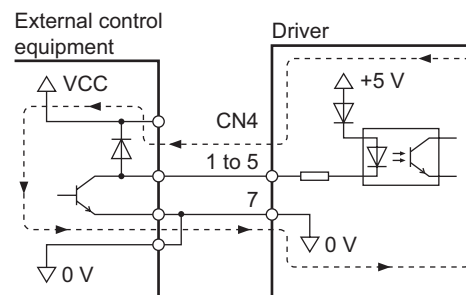 External control
equipment
Driver
VCC
+5 V
CN4
1 to 5
7
0 V
0 V